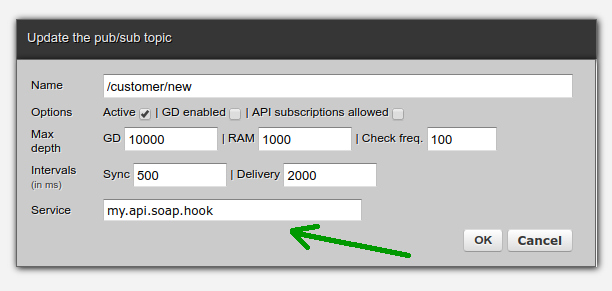 Update the pub/sub topic
Name /customer/new
Options Active | GD enabled | API subscriptions allowed
Max depth GD 10000 | RAM 1000 | Check freq. 100
Intervals (in ms) Sync 500 | Delivery 2000
Service my.api.soap.hook
OK Cancel